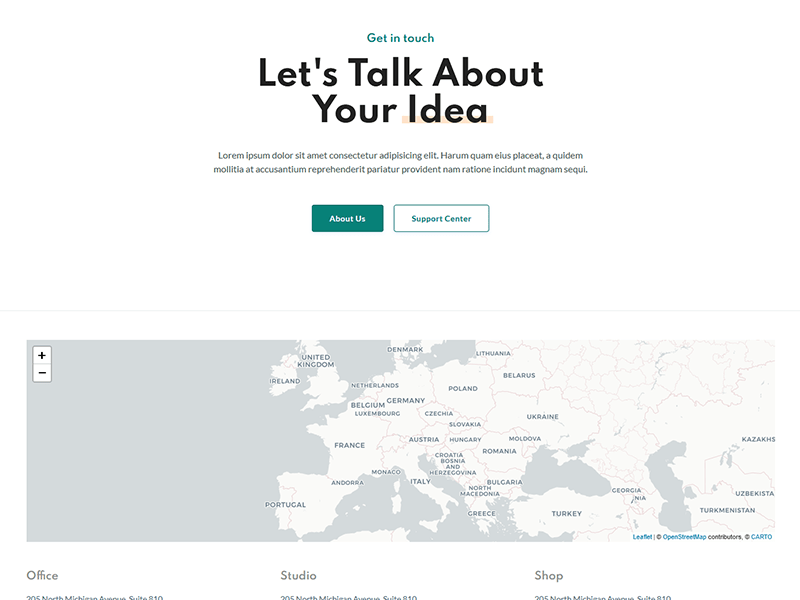 Get in touch
Let's Talk About
Your Idea
Lorem ipsum dolor sit amet consectetur adipisicing elit. Harum quam eius placeat, a quidem
mollitia at accusantium reprehenderit pariatur provident nam ratione incidunt magnam sequi.
About Us
Support Center
+
−
DENMARK
LITHUANIA
UNITED
KINGDOM
BELARUS
IRELAND
NETHERLANDS
POLAND
BELGIUM
GERMANY
LUXEMBOURG
CZECHIA
UKRAINE
SLOVAKIA
AUSTRIA
HUNGARY
MOLDOVA
KAZAKHS
FRANCE
ROMANIA
CROATIA
BOSNIA
AND
HERZEGOVINA
MONACO
ANDORRA
ITALY
BULGARIA
NORTH
MACEDONIA
GEORGIA
NIA
UZBEKISTA
PORTUGAL
GREECE
TURKEY
TURKMENISTAN
Leaflet | © OpenStreetMap contributors, © CARTO
Office
Studio
Shop
205 North Michigan Avenue, Suite 810
205 North Michigan Avenue, Suite 810
205 North Michigan Avenue, Suite 810